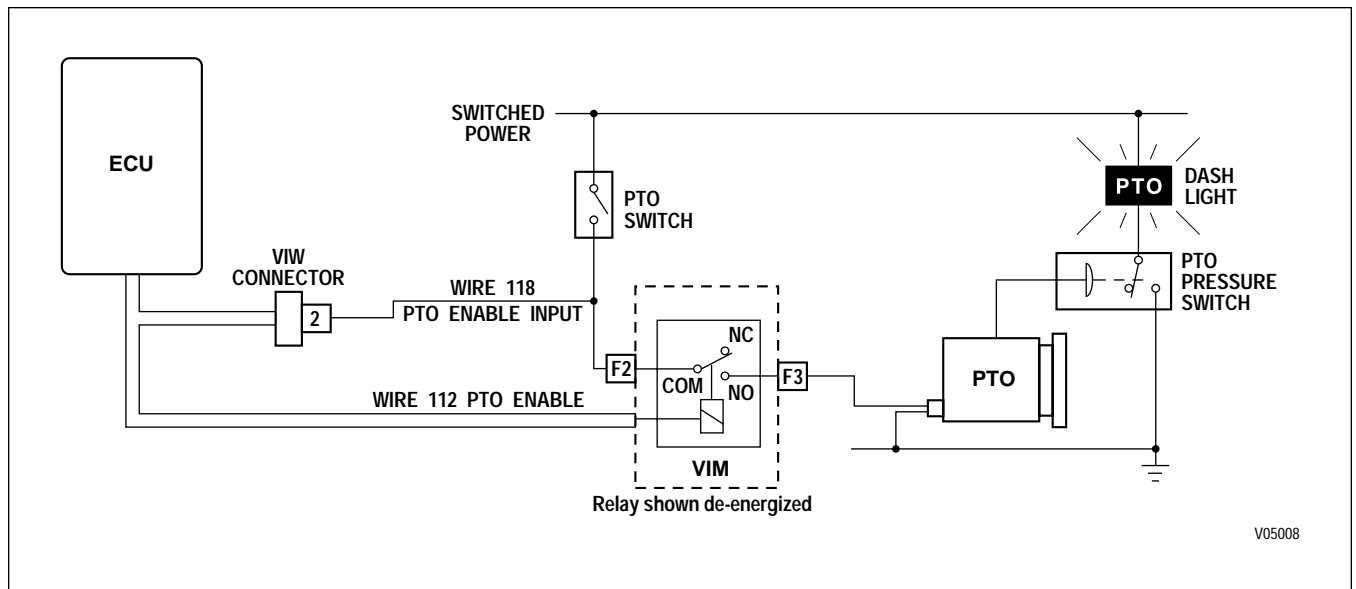 SWITCHED
POWER
ECU
PTO
DASH
LIGHT
PTO
SWITCH
VIW
CONNECTOR
PTO
PRESSURE
SWITCH
WIRE 118
2
PTO ENABLE INPUT
NC
F2
COM
NO
F3
PTO
WIRE 112 PTO ENABLE
VIM
Relay shown de-energized
V05008